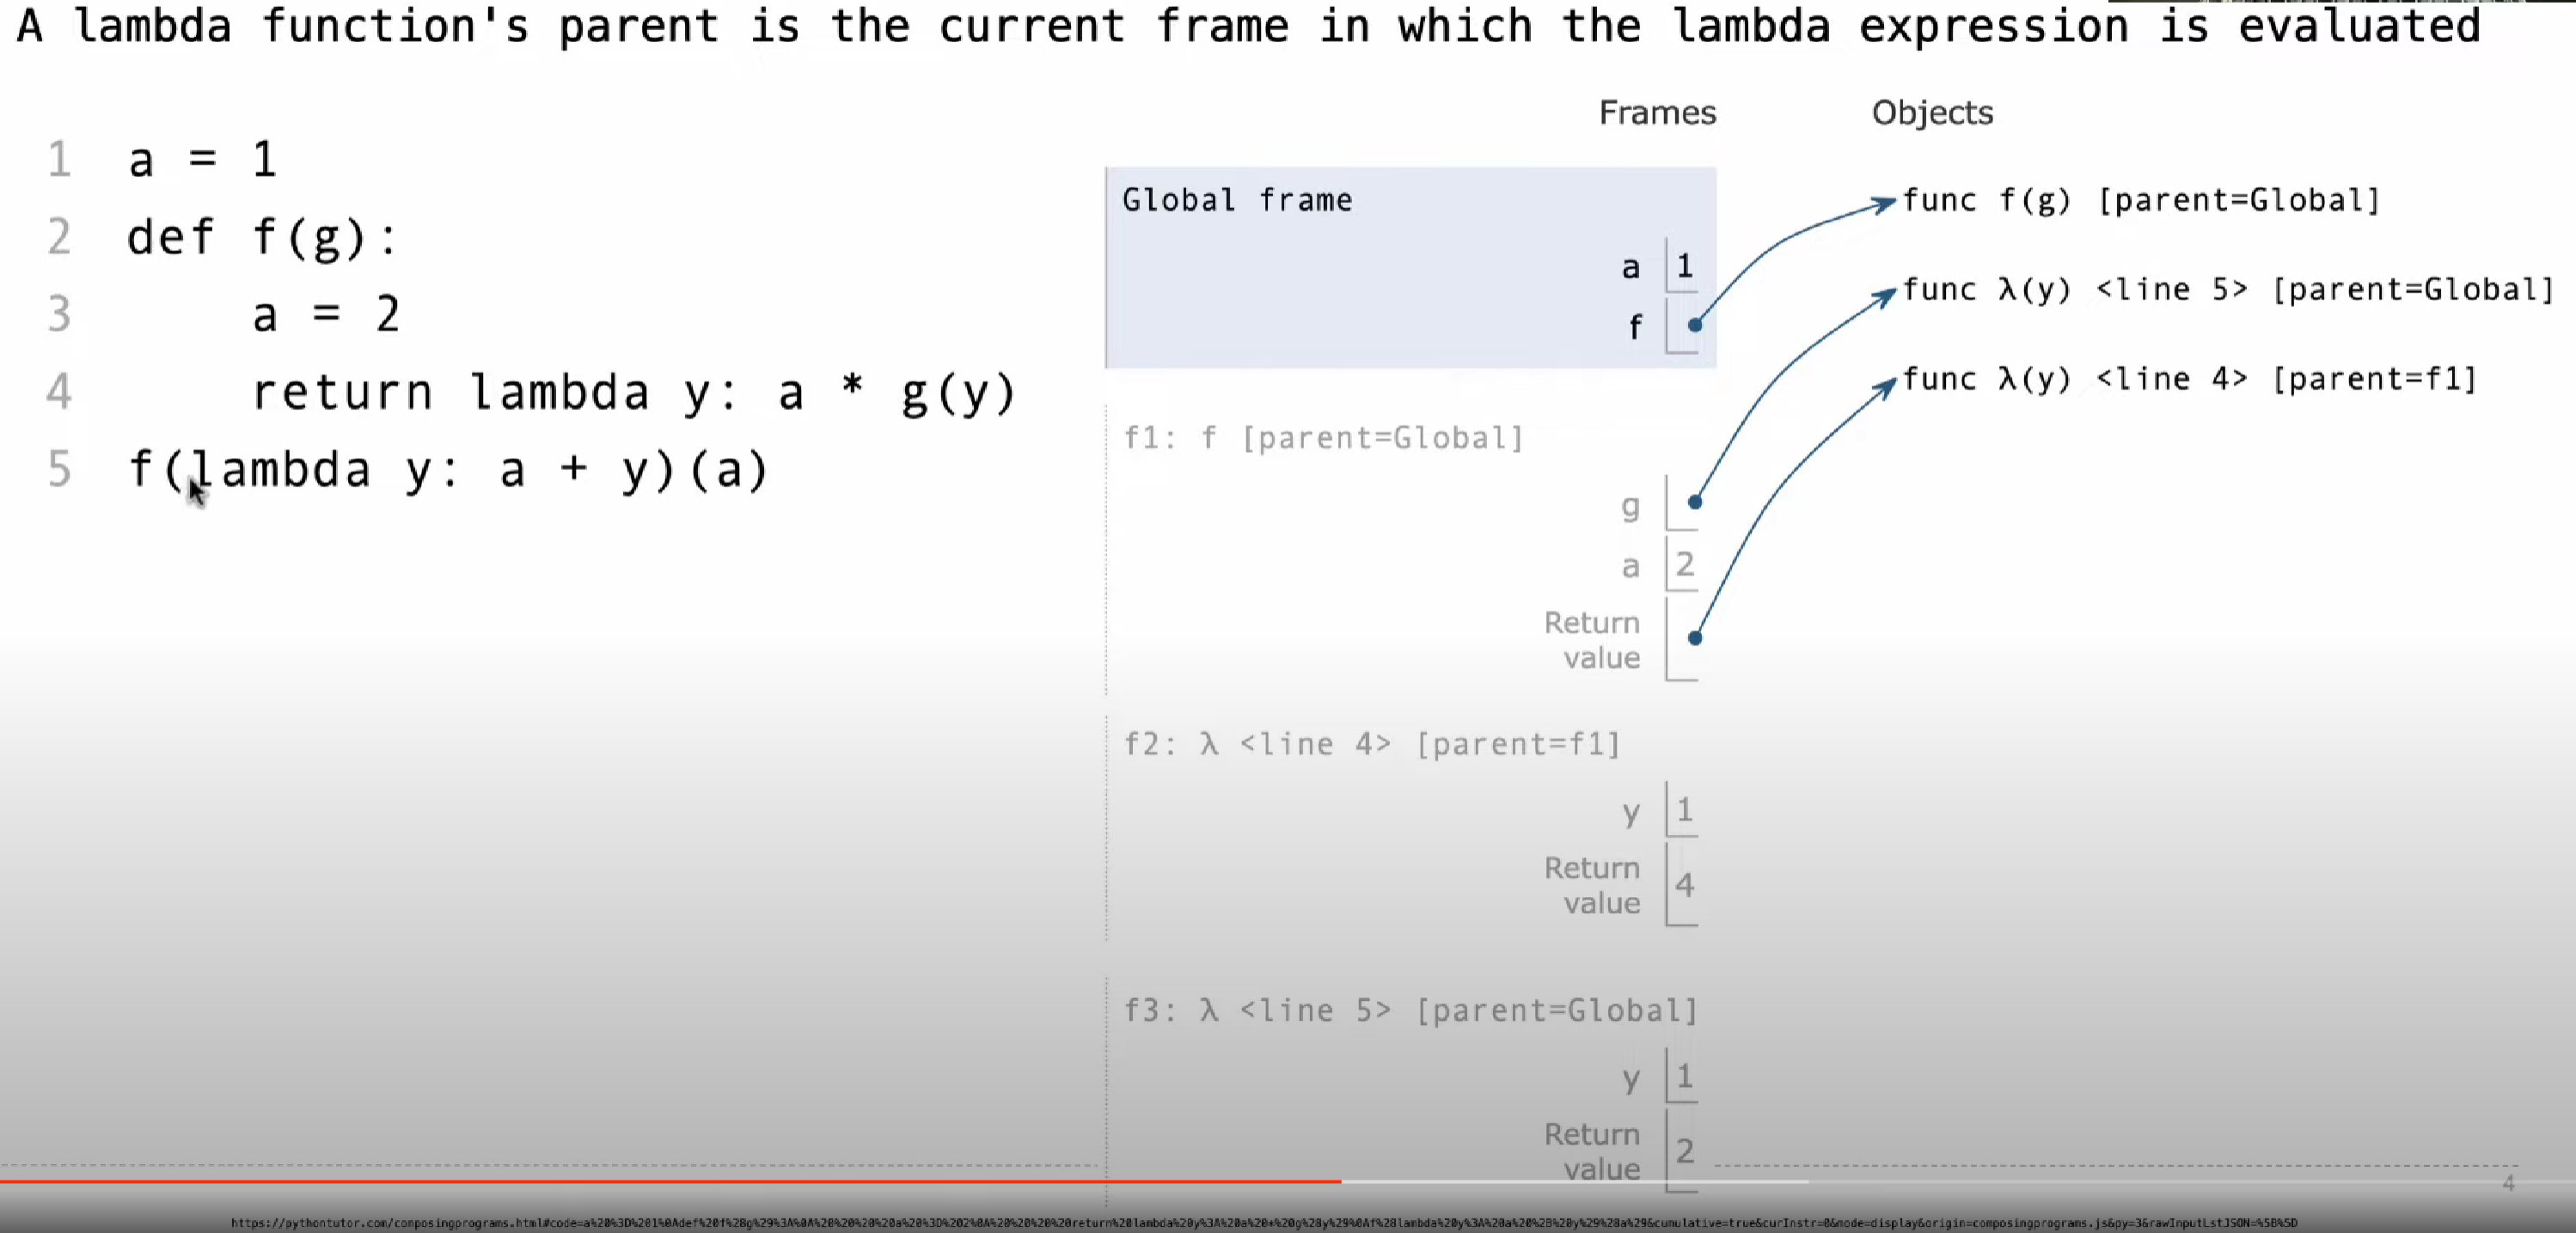 A lambda function's parent is the current frame in which the lambda expression is evaluated
Frames
Objects
1 a = 1
2 def f(g):
3 a = 2
4 return lambda y: a * g(y)
5 f(lambda y: a + y)(a)
Global frame
a 1
f
func f(g) [parent=Global]
func λ(y) <line 5> [parent=Global]
func λ(y) <line 4> [parent=f1]
f1: f [parent=Global]
g
a 2
Return
value
f2: λ <line 4> [parent=f1]
y 1
Return
value
4
f3: λ <line 5> [parent=Global]
y 1
Return
value
2
4
https://pythontutor.com/composingprograms.html#code=a%20%3D%201%0Adef%20f%28g%29%3A%0A%20%20%20%20a%20%3D%202%0A%20%20%20%20return%20lambda%20y%3A%20a%20*%20g%28y%29%0Af%28lambda%20y%3A%20a%20%2B%20y%29%28a%29&cumulative=true&curInstr=0&mode=display&origin=composingprograms.js&py=3&rawInputLstJSON=%5B%5D